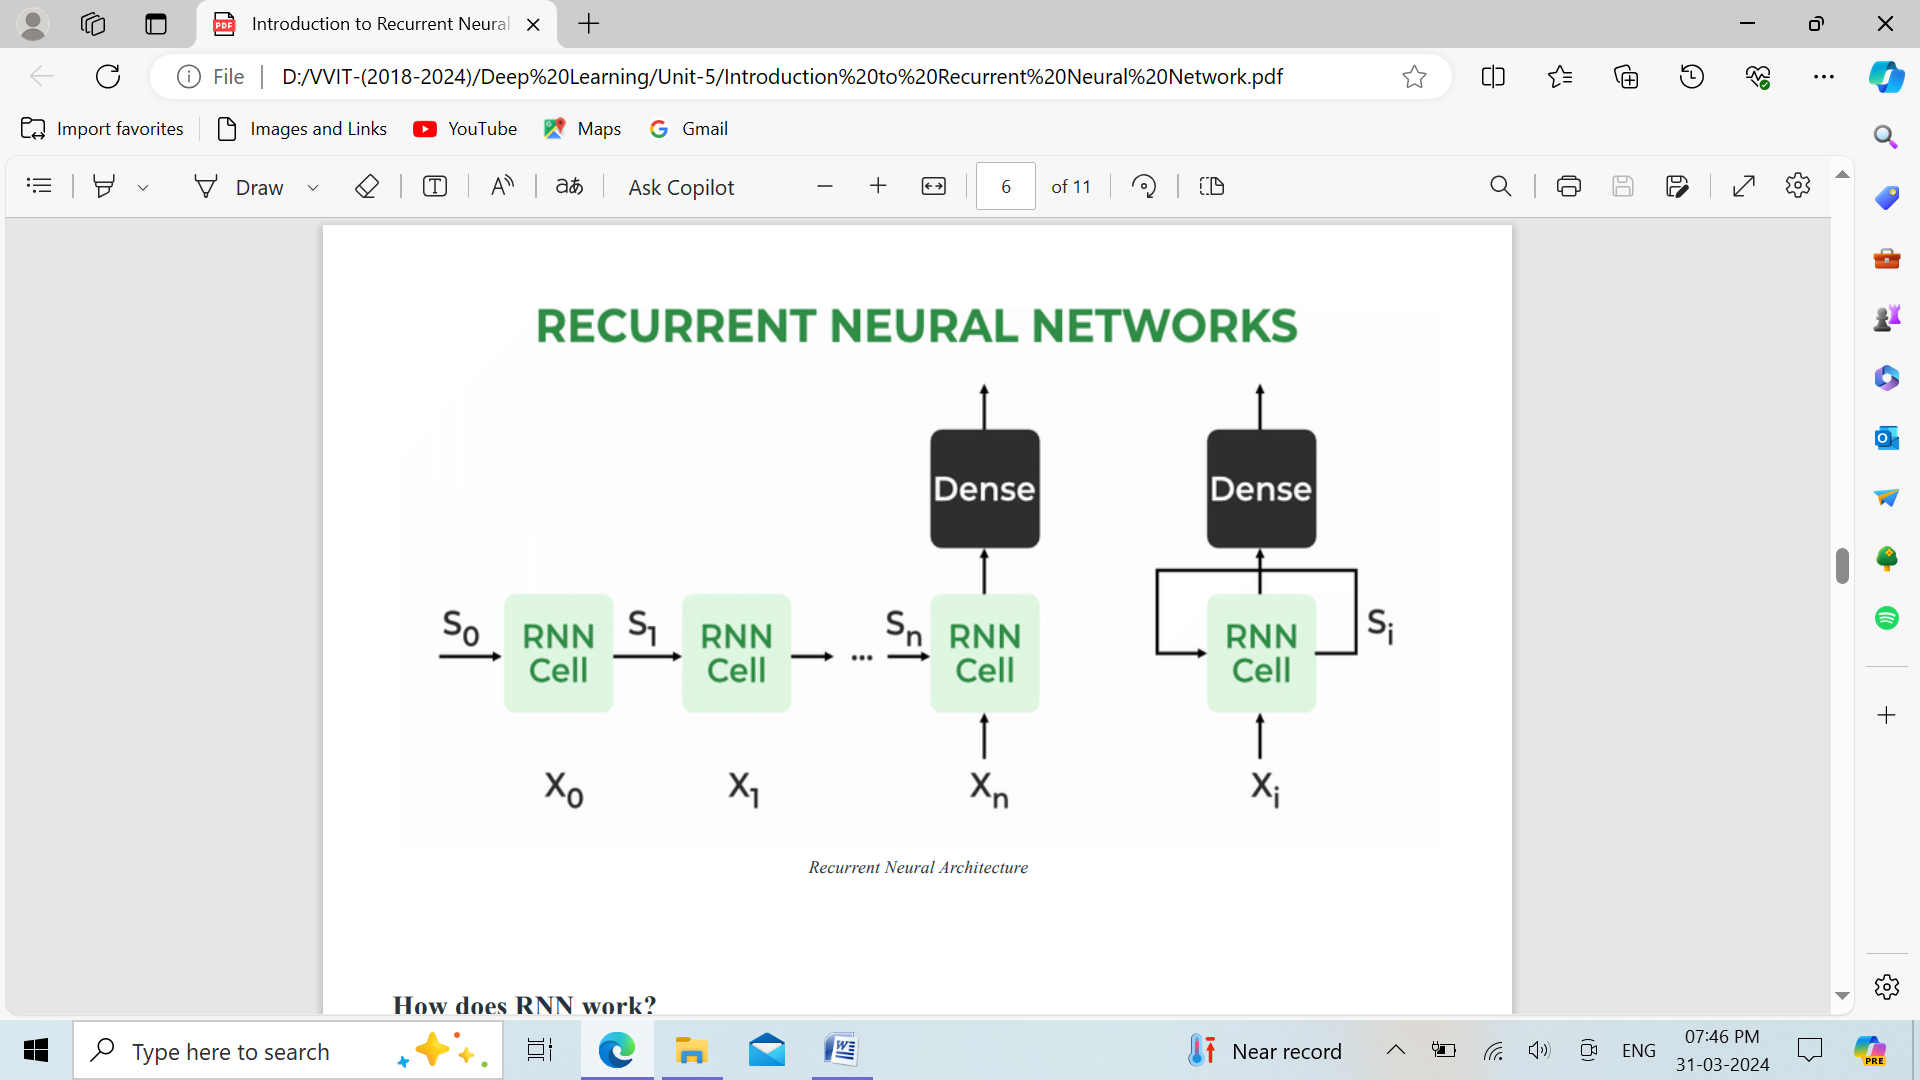 Introduction to Recurrent Neural
File
D:/VVIT-(2018-2024)/Deep%20Learning/Unit-5/Introduction%20to%20Recurrent%20Neural%20Network.pdf
Import favorites
Images and Links
YouTube
Maps
Gmail
Draw
Ask Copilot
6 of 11
RECURRENT NEURAL NETWORKS
Dense
Dense
S0
RNN
Cell
S1
RNN
Cell
...
Sn
RNN
Cell
RNN
Cell
Si
X0
X1
Xn
Xi
Recurrent Neural Architecture
How does RNN work?
Type here to search
Near record
ENG
07:46 PM
31-03-2024
PRE